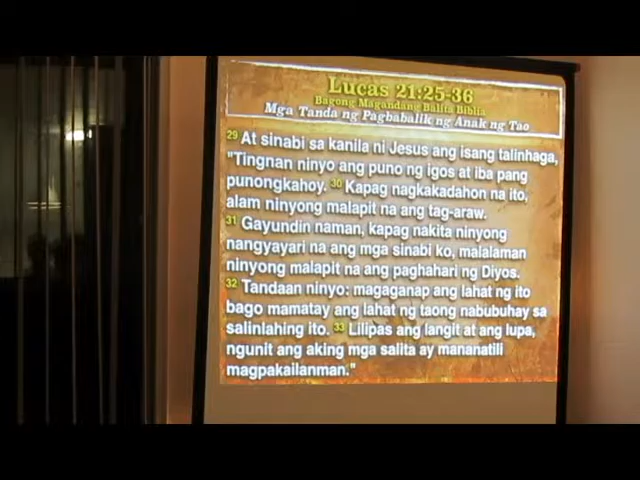 Lucas 21:25-36
Bagong Magandang Balita Biblia
Mga Tanda ng Pagbabalik ng Anak ng Tao
29 At sinabi sa kanila ni Jesus ang isang talinhaga,
"Tingnan ninyo ang puno ng igos at iba pang
punongkahoy. 30 Kapag nagkakadahon na ito,
alam ninyong malapit na ang tag-araw.
31 Gayundin naman, kapag nakita ninyong
nangyayari na ang mga sinabi ko, malalaman
ninyong malapit na ang paghahari ng Diyos.
32 Tandaan ninyo: magaganap ang lahat ng ito
bago mamatay ang lahat ng taong nabubuhay sa
salinlahing ito. 33 Lilipas ang langit at ang lupa,
ngunit ang aking mga salita ay mananatili
magpakailanman."